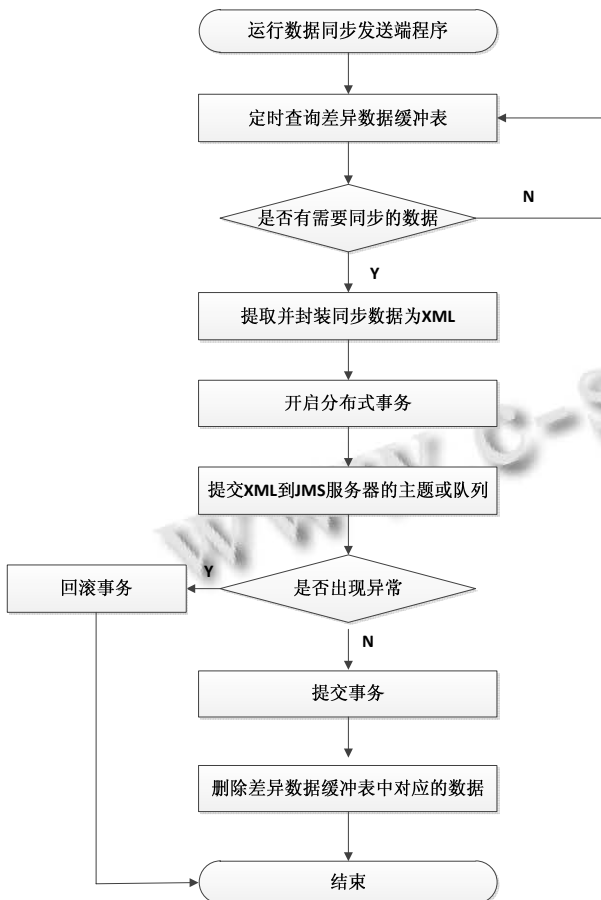 运行数据同步发送端程序
定时查询差异数据缓冲表
是否有需要同步的数据
N
Y
提取并封装同步数据为XML
开启分布式事务
提交XML到JMS服务器的主题或队列
Y
回滚事务
是否出现异常
N
提交事务
删除差异数据缓冲表中对应的数据
结束
www c-s